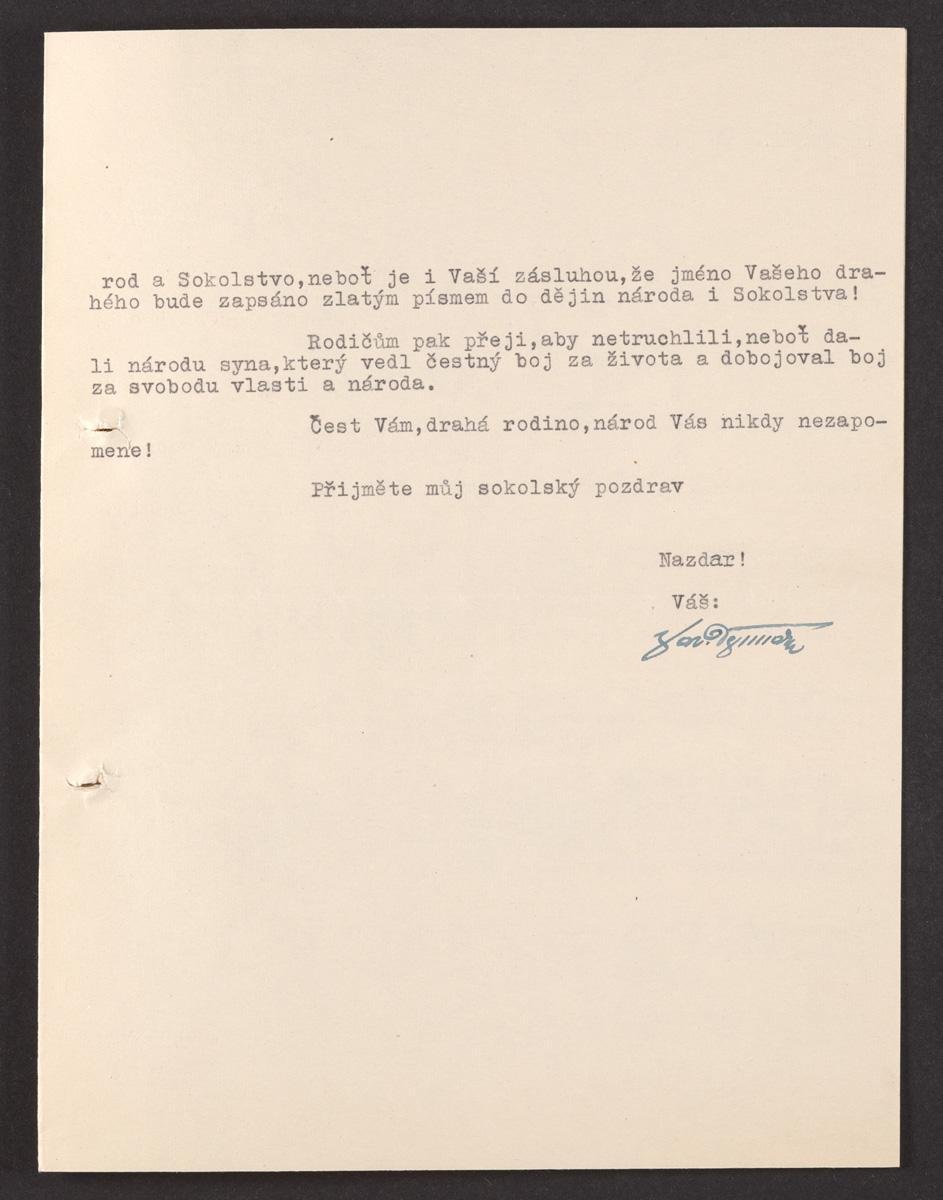 rod a Sokolstvo,neboť je i Vaší zásluhou,že jméno Vašeho dra-
hého bude zapsáno zlatým písmem do dějin národa i Sokolstva!
Rodičům pak přeji,aby netruchlili,neboť da-
li národu syna,který vedl čestný boj za života a dobojoval boj
za svobodu vlasti a národa.
Čest Vám,drahá rodino,národ Vás nikdy nezapo-
mene!
Přijměte můj sokolský pozdrav
Nazdar!
Váš: